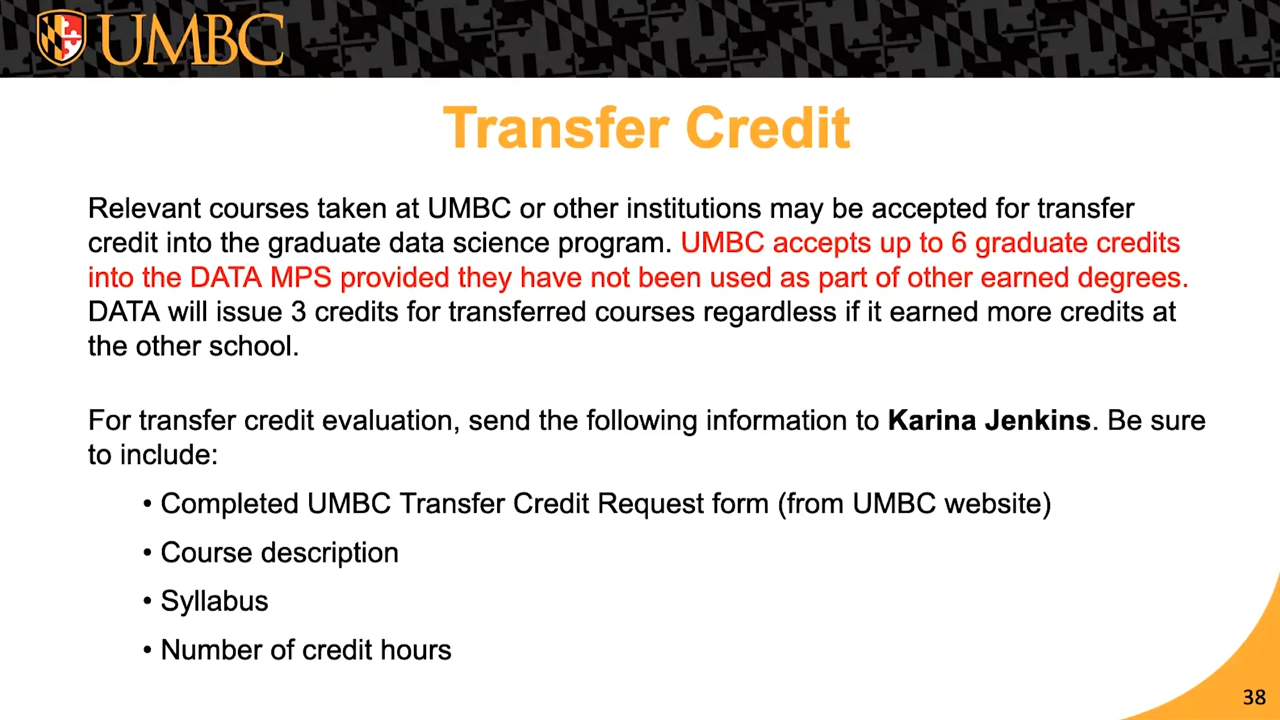 UMBC
Transfer Credit
Relevant courses taken at UMBC or other institutions may be accepted for transfer
credit into the graduate data science program. UMBC accepts up to 6 graduate credits
into the DATA MPS provided they have not been used as part of other earned degrees.
DATA will issue 3 credits for transferred courses regardless if it earned more credits at
the other school.
For transfer credit evaluation, send the following information to Karina Jenkins. Be sure
to include:
• Completed UMBC Transfer Credit Request form (from UMBC website)
• Course description
• Syllabus
• Number of credit hours
38